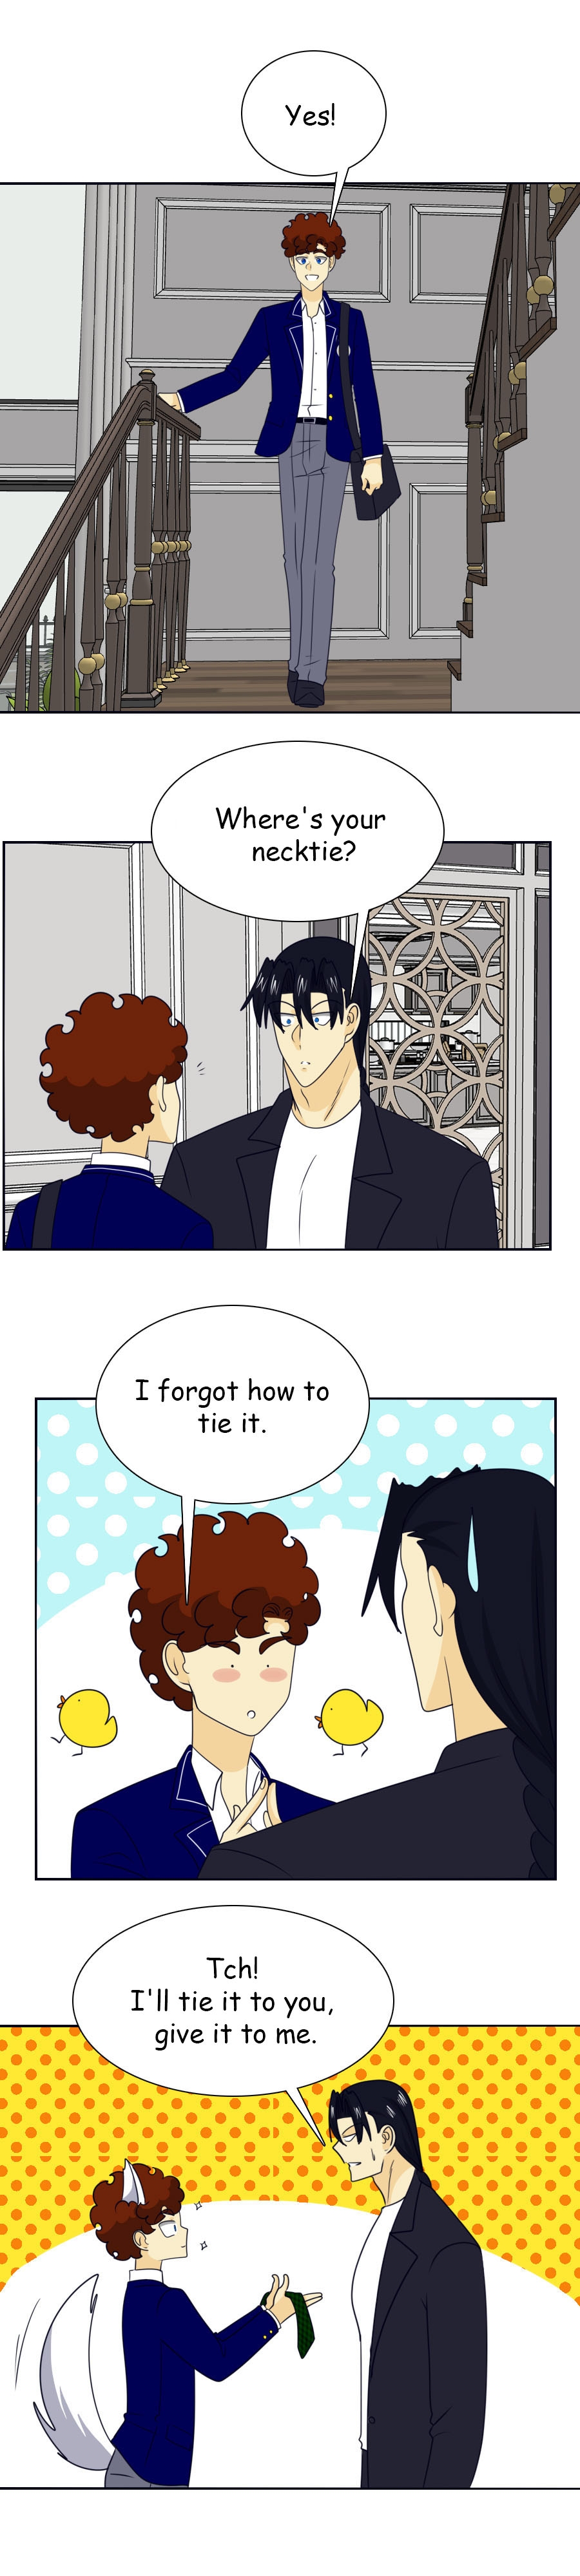 Yes!
Where's your
necktie?
I forgot how to
tie it.
Tch!
I'll tie it to you,
give it to me.